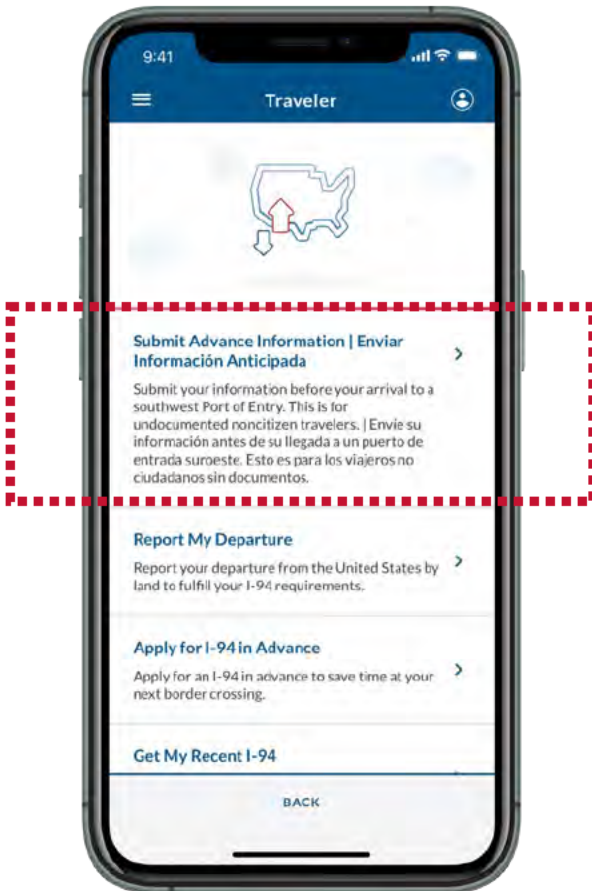 9:41
Traveler
Submit Advance Information | Enviar
Información Anticipada
Submit your information before your arrival to a
southwest Port of Entry. This is for
undocumented noncitizen travelers. | Envie su
información antes de su llegada a un puerto de
entrada suroeste. Esto es para los viajeros no
ciudadanos sin documentos.
Report My Departure
Report your departure from the United States by
land to fulfill your I-94 requirements.
Apply for I-94 in Advance
Apply for an I-94 in advance to save time at your
next border crossing.
Get My Recent I-94
BACK